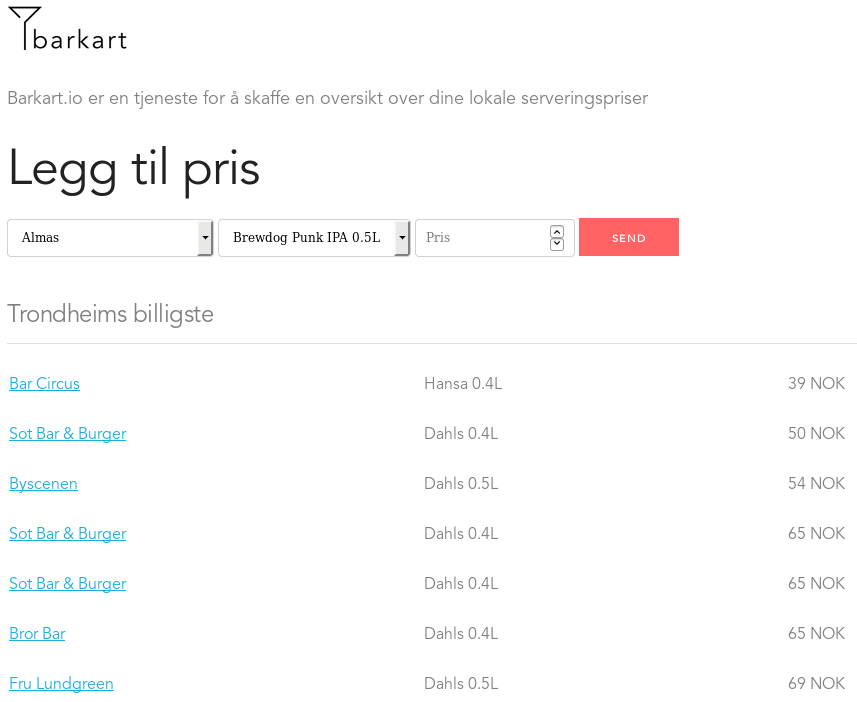 barkart
Barkart.io er en tjeneste for å skaffe en oversikt over dine lokale serveringspriser
Legg til pris
Almas Brewdog Punk IPA 0.5L Pris SEND
Trondheims billigste
Bar Circus Hansa 0.4L 39 NOK
Sot Bar & Burger Dahls 0.4L 50 NOK
Byscenen Dahls 0.5L 54 NOK
Sot Bar & Burger Dahls 0.4L 65 NOK
Sot Bar & Burger Dahls 0.4L 65 NOK
Bror Bar Dahls 0.4L 65 NOK
Fru Lundgreen Dahls 0.5L 69 NOK